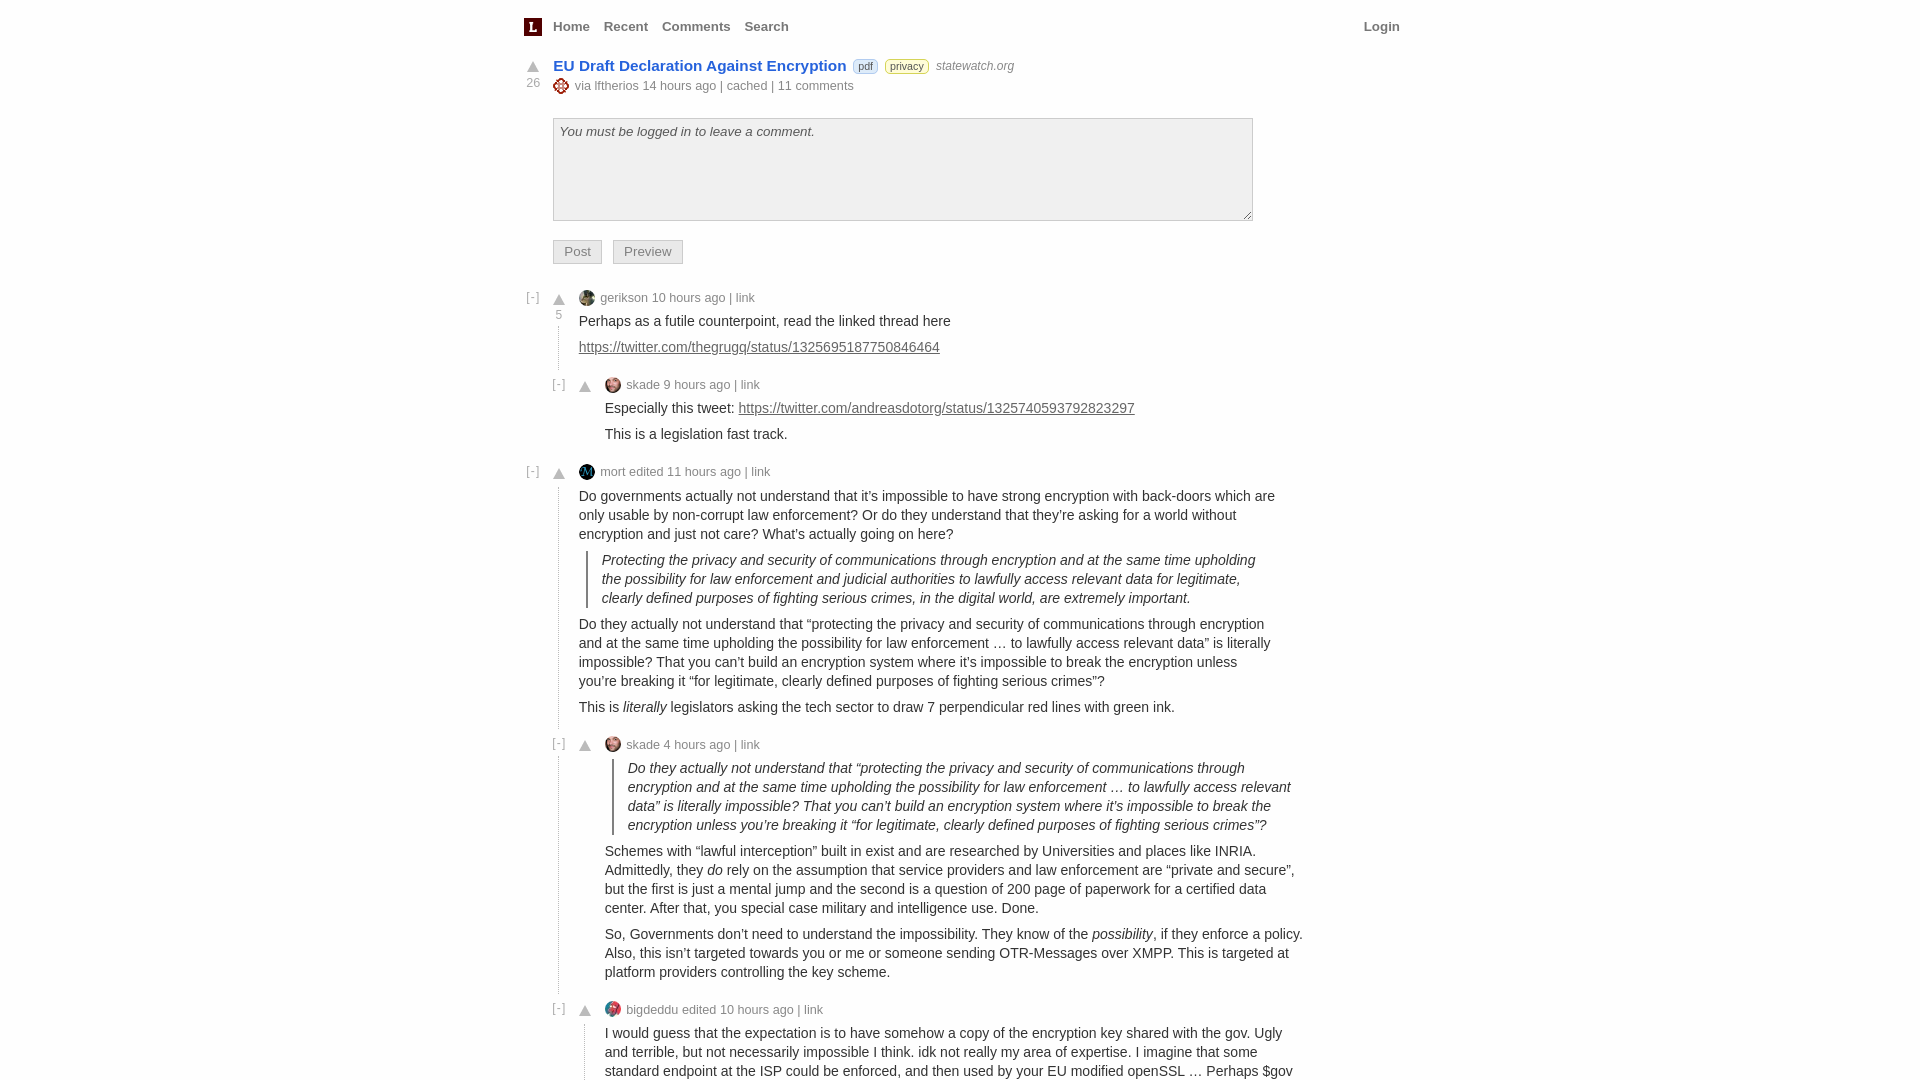 L Home Recent Comments Search Login
EU Draft Declaration Against Encryption pdf privacy statewatch.org
26
via lftherios 14 hours ago | cached | 11 comments
You must be logged in to leave a comment.
Post Preview
[-] gerikson 10 hours ago | link
5
Perhaps as a futile counterpoint, read the linked thread here
https://twitter.com/thegrugq/status/1325695187750846464
[-] skade 9 hours ago | link
Especially this tweet: https://twitter.com/andreasdotorg/status/1325740593792823297
This is a legislation fast track.
[-] mort edited 11 hours ago | link
Do governments actually not understand that it’s impossible to have strong encryption with back-doors which are
only usable by non-corrupt law enforcement? Or do they understand that they’re asking for a world without
encryption and just not care? What’s actually going on here?
Protecting the privacy and security of communications through encryption and at the same time upholding
the possibility for law enforcement and judicial authorities to lawfully access relevant data for legitimate,
clearly defined purposes of fighting serious crimes, in the digital world, are extremely important.
Do they actually not understand that “protecting the privacy and security of communications through encryption
and at the same time upholding the possibility for law enforcement … to lawfully access relevant data” is literally
impossible? That you can’t build an encryption system where it’s impossible to break the encryption unless
you’re breaking it “for legitimate, clearly defined purposes of fighting serious crimes”?
This is literally legislators asking the tech sector to draw 7 perpendicular red lines with green ink.
[-] skade 4 hours ago | link
Do they actually not understand that “protecting the privacy and security of communications through
encryption and at the same time upholding the possibility for law enforcement … to lawfully access relevant
data” is literally impossible? That you can’t build an encryption system where it’s impossible to break the
encryption unless you’re breaking it “for legitimate, clearly defined purposes of fighting serious crimes”?
Schemes with “lawful interception” built in exist and are researched by Universities and places like INRIA.
Admittedly, they do rely on the assumption that service providers and law enforcement are “private and secure”,
but the first is just a mental jump and the second is a question of 200 page of paperwork for a certified data
center. After that, you special case military and intelligence use. Done.
So, Governments don’t need to understand the impossibility. They know of the possibility, if they enforce a policy.
Also, this isn’t targeted towards you or me or someone sending OTR-Messages over XMPP. This is targeted at
platform providers controlling the key scheme.
[-] bigdeddu edited 10 hours ago | link
I would guess that the expectation is to have somehow a copy of the encryption key shared with the gov. Ugly
and terrible, but not necessarily impossible I think. idk not really my area of expertise. I imagine that some
standard endpoint at the ISP could be enforced, and then used by your EU modified openSSL … Perhaps $gov